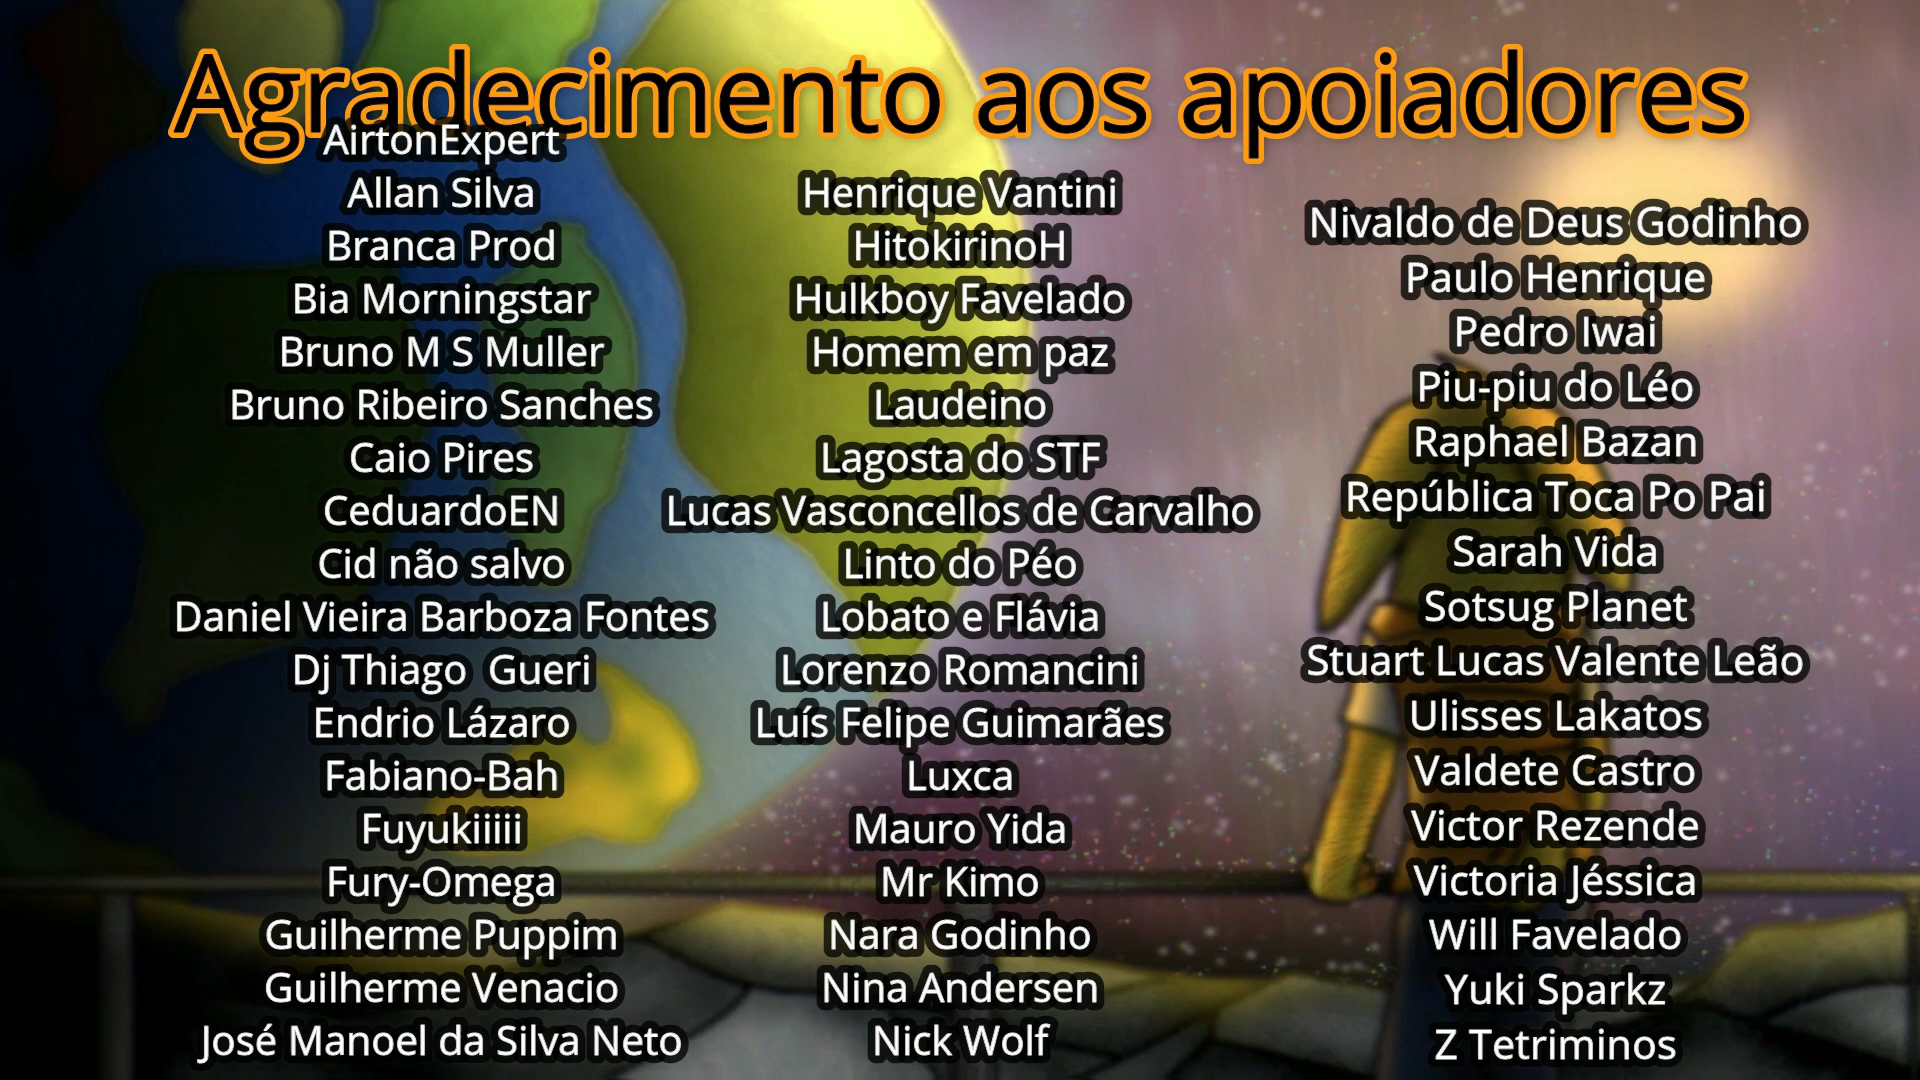 Agradecimento aos apoiadores
AirtonExpert
Allan Silva
Branca Prod
Bia Morningstar
Bruno M S Muller
Bruno Ribeiro Sanches
Caio Pires
CeduardoEN
Cid não salvo
Daniel Vieira Barboza Fontes
Dj Thiago  Gueri
Endrio Lázaro
Fabiano-Bah
Fuyukiiiii
Fury-Omega
Guilherme Puppim
Guilherme Venacio
José Manoel da Silva Neto
Henrique Vantini
HitokirinoH
Hulkboy Favelado
Homem em paz
Laudeino
Lagosta do STF
Lucas Vasconcellos de Carvalho
Linto do Péo
Lobato e Flávia
Lorenzo Romancini
Luís Felipe Guimarães
Luxca
Mauro Yida
Mr Kimo
Nara Godinho
Nina Andersen
Nick Wolf
Nivaldo de Deus Godinho
Paulo Henrique
Pedro Iwai
Piu-piu do Léo
Raphael Bazan
República Toca Po Pai
Sarah Vida
Sotsug Planet
Stuart Lucas Valente Leão
Ulisses Lakatos
Valdete Castro
Victor Rezende
Victoria Jéssica
Will Favelado
Yuki Sparkz
Z Tetriminos